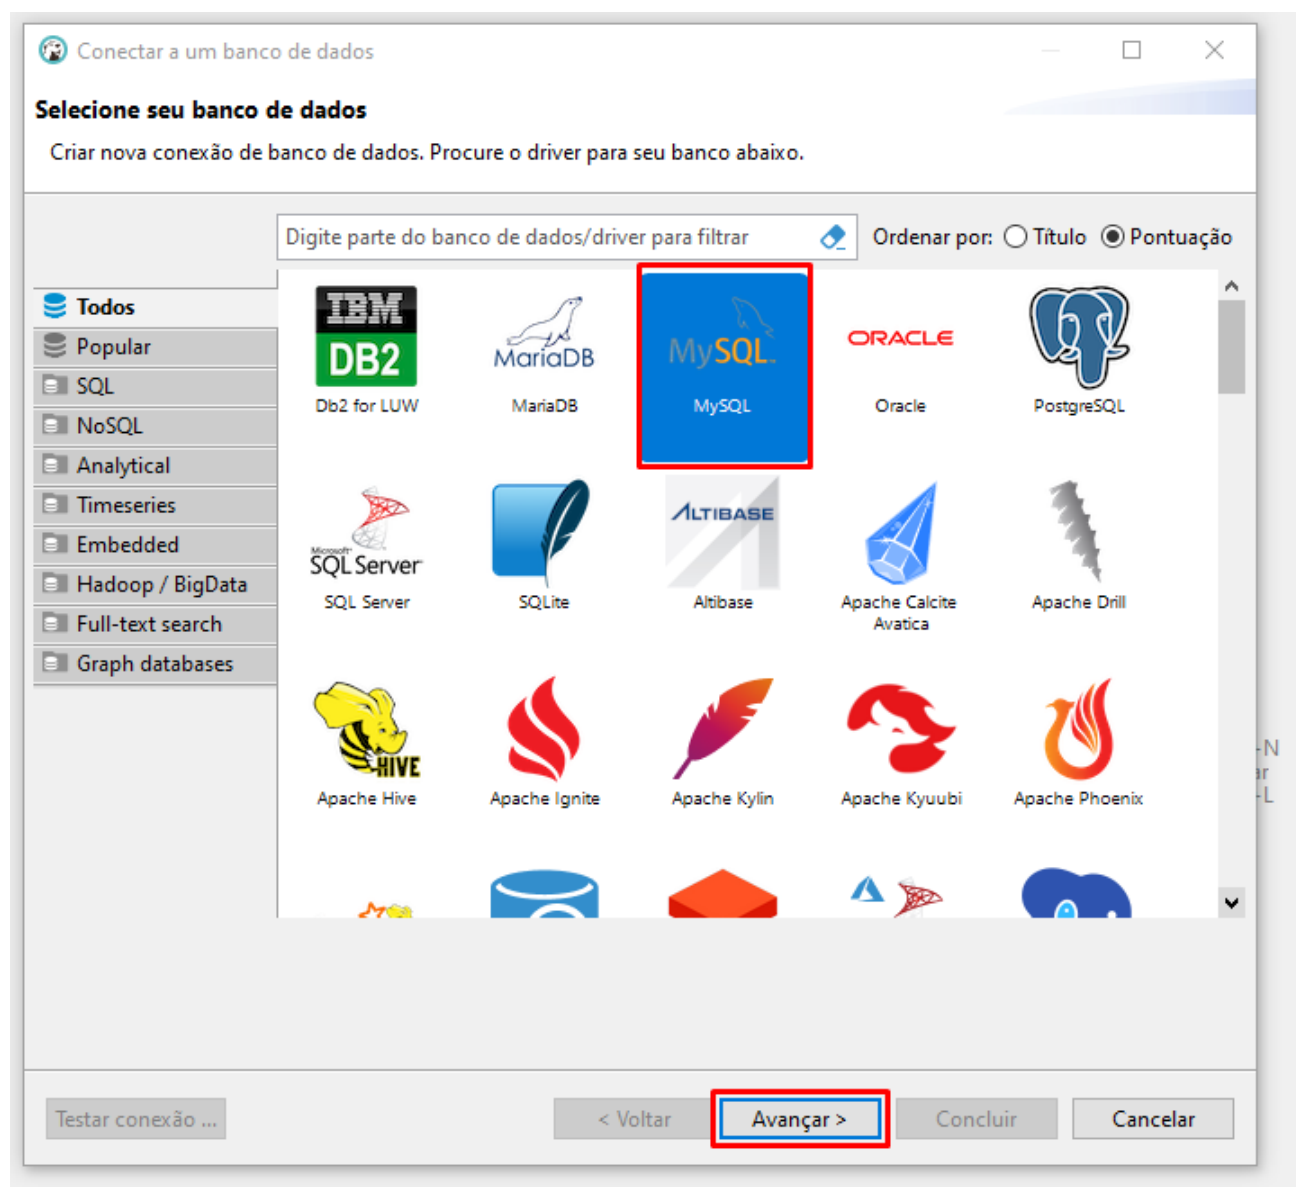 Conectar a um banco de dados
Selecione seu banco de dados
Criar nova conexão de banco de dados. Procure o driver para seu banco abaixo.
Digite parte do banco de dados/driver para filtrar
Ordenar por: Título Pontuação
Todos
Popular
SQL
NoSQL
Analytical
Timeseries
Embedded
Hadoop / BigData
Full-text search
Graph databases
IBM
DB2
MariaDB
MySQL
ORACLE
Db2 for LUW
MariaDB
MySQL
Oracle
PostgreSQL
Microsoft
SQL Server
ALTIBASE
SQL Server
SQLite
Altibase
Apache Calcite
Avatica
Apache Drill
HIVE
Apache Hive
Apache Ignite
Apache Kylin
Apache Kyuubi
Apache Phoenix
-N
ar
-L
Testar conexão ...
< Voltar
Avançar >
Concluir
Cancelar